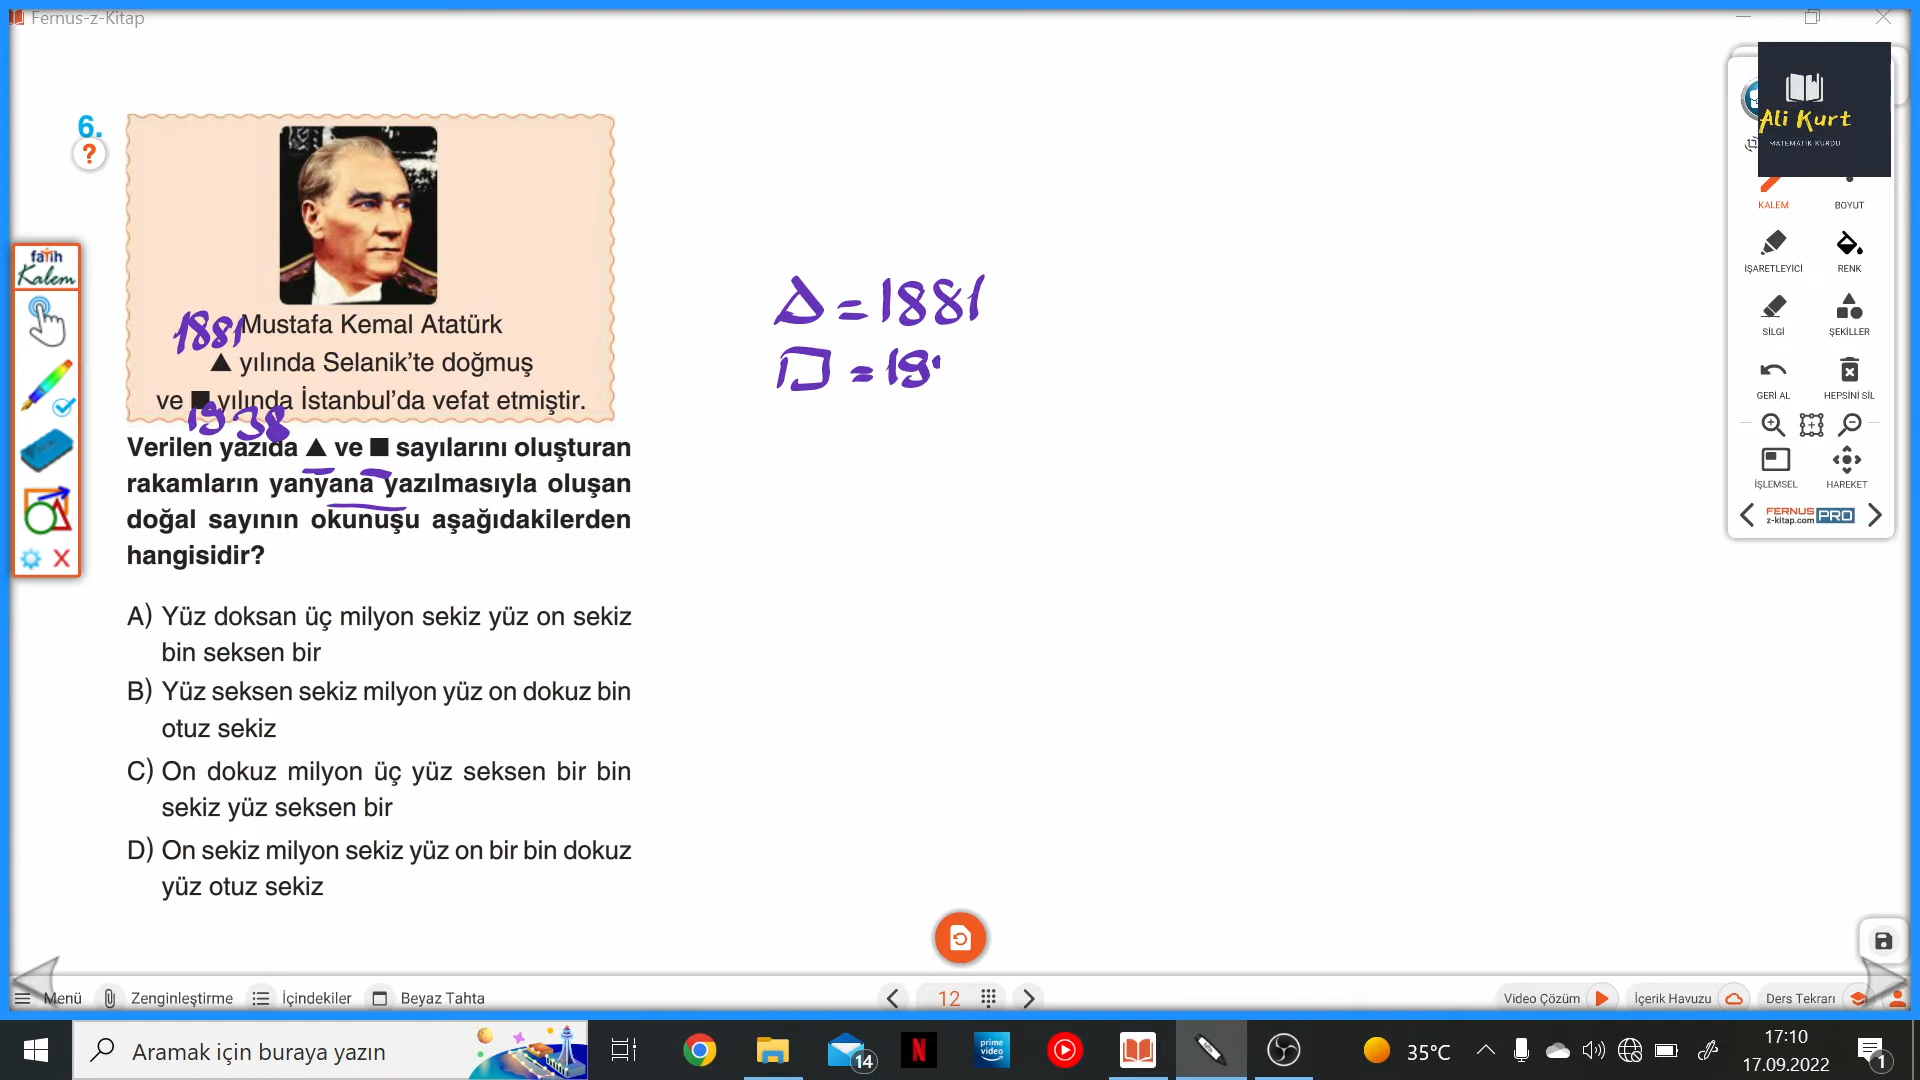 Fernus-z-Kitap
6.
?
1881
Mustafa Kemal Atatürk
▲ yılında Selanik'te doğmuş
ve ■ yılında İstanbul'da vefat etmiştir.
1938
Verilen yazıda ▲ ve ■ sayılarını oluşturan
rakamların yanyana yazılmasıyla oluşan
doğal sayının okunuşu aşağıdakilerden
hangisidir?
A) Yüz doksan üç milyon sekiz yüz on sekiz
bin seksen bir
B) Yüz seksen sekiz milyon yüz on dokuz bin
otuz sekiz
C) On dokuz milyon üç yüz seksen bir bin
sekiz yüz seksen bir
D) On sekiz milyon sekiz yüz on bir bin dokuz
yüz otuz sekiz
Δ = 1881
□ = 19
fatih
Kalem
Ali Kurt
MATEMATİK KURDU
KALEM BOYUT
İŞARETLEYİCİ RENK
SİLGİ ŞEKİLLER
GERİ AL HEPSİNİ SİL
İŞLEMSEL HAREKET
FERNUS
z-kitap.com PRO
Menü Zenginleştirme İçindekiler Beyaz Tahta 12 Video Çözüm İçerik Havuzu Ders Tekrarı
Aramak için buraya yazın
14
N
prime
video
35°C
17:10
17.09.2022
1